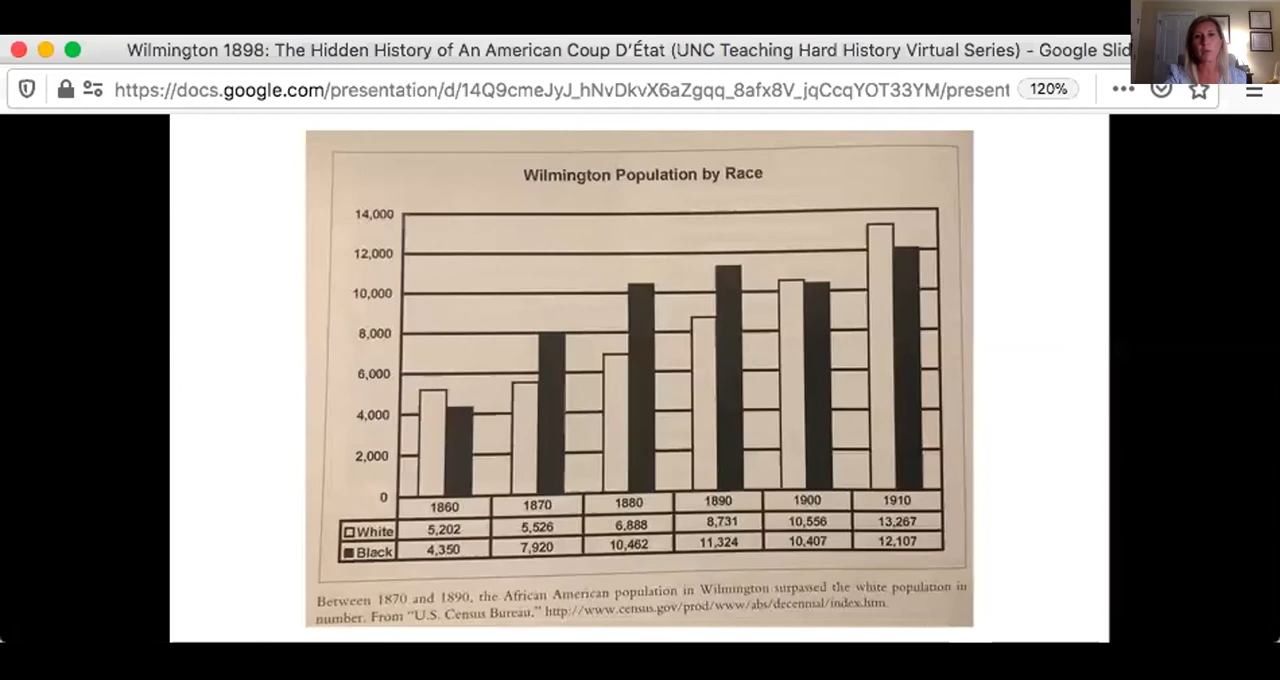 Wilmington 1898: The Hidden History of An American Coup D'État (UNC Teaching Hard History Virtual Series) - Google Slid
https://docs.google.com/presentation/d/14Q9cmeJyJ_hNvDkvX6aZgqq_8afx8V_jqCcqYOT33YM/present 120%
Wilmington Population by Race
14,000
12,000
10,000
8,000
6,000
4,000
2,000
0
1860 1870 1880 1890 1900 1910
White 5,202 5,526 6,888 8,731 10,556 13,267
Black 4,350 7,920 10,462 11,324 10,407 12,107
Between 1870 and 1890, the African American population in Wilmington surpassed the white population in
number. From "U.S. Census Bureau," http://www.census.gov/prod/www/abs/decennial/index.htm.